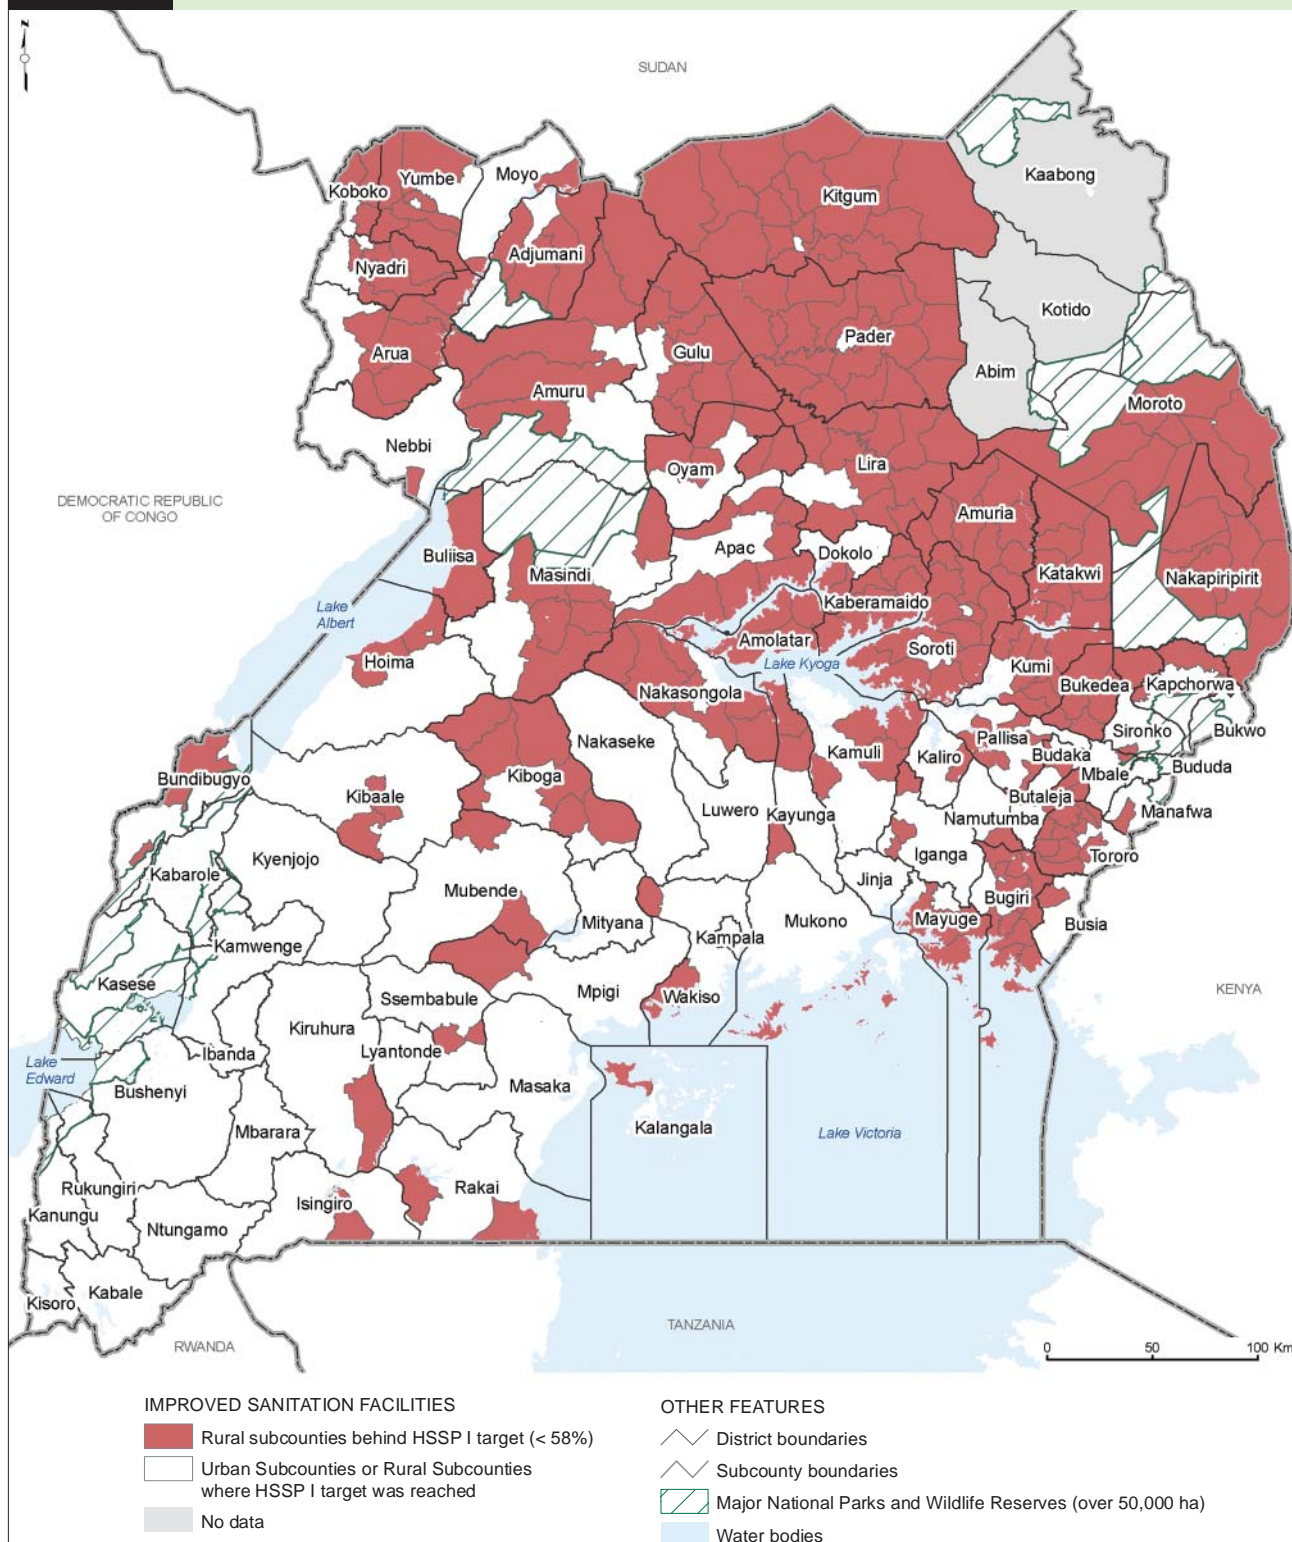 N
SUDAN
Kaabong
Moyo
Yumbe
Koboko
Kitgum
Adjumani
Nyadri
Kotido
Pader
Gulu
Arua
Abim
Amuru
Moroto
Nebbi
Oyam
Lira
DEMOCRATIC REPUBLIC
OF CONGO
Amuria
Apac
Dokolo
Buliisa
Masindi
Katakwi
Nakapiripirit
Kaberamaido
Lake
Albert
Amolatar
Soroti
Lake Kyoga
Hoima
Kumi
Bukedea
Kapchorwa
Nakasongola
Sironko
Bukwo
Nakaseke
Pallisa
Kamuli
Kaliro
Budaka
Mbale
Bududa
Bundibugyo
Kiboga
Kibaale
Butaleja
Luwero
Kayunga
Namutumba
Manafwa
Kyenjojo
Iganga
Tororo
Kabarole
Jinja
Mubende
Bugiri
Mityana
Mukono
Mayuge
Busia
Kampala
Kamwenge
Kasese
Ssembabule
Mpigi
Wakiso
KENYA
Kiruhura
Lyantonde
Ibanda
Lake
Edward
Masaka
Bushenyi
Kalangala
Lake Victoria
Mbarara
Rukungiri
Rakai
Isingiro
Kanungu
Ntungamo
Kabale
Kisoro
TANZANIA
RWANDA
0 50 100 Km
IMPROVED SANITATION FACILITIES
Rural subcounties behind HSSP I target (< 58%)
Urban Subcounties or Rural Subcounties
where HSSP I target was reached
No data
OTHER FEATURES
District boundaries
Subcounty boundaries
Major National Parks and Wildlife Reserves (over 50,000 ha)
Water bodies